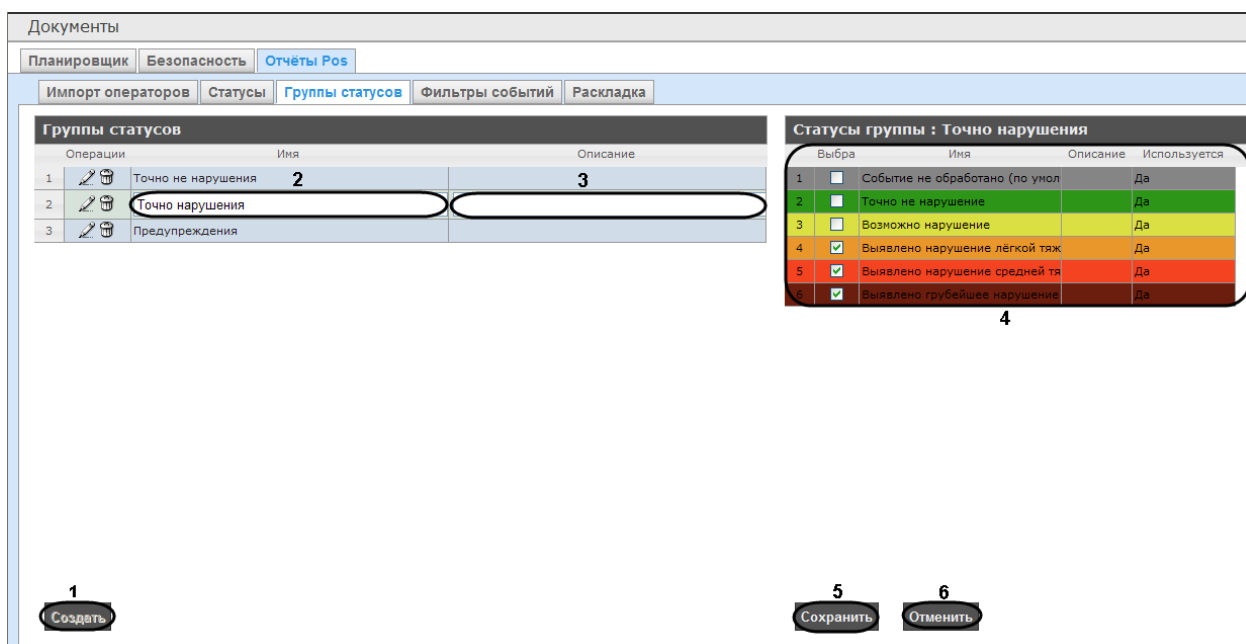 Документы
Планировщик Безопасность Отчёты Pos
Импорт операторов Статусы Группы статусов Фильтры событий Раскладка
Группы статусов
Операции Имя Описание
1 Точно не нарушения 2 3
2 Точно нарушения
3 Предупреждения
Статусы группы : Точно нарушения
Выбра Имя Описание Используется
1 Событие не обработано (по умол Да
2 Точно не нарушение Да
3 Возможно нарушение Да
4 Выявлено нарушение лёгкой тяж Да
5 Выявлено нарушение средней тя Да
6 Выявлено грубейшее нарушение Да
4
1 5 6
Создать Сохранить Отменить